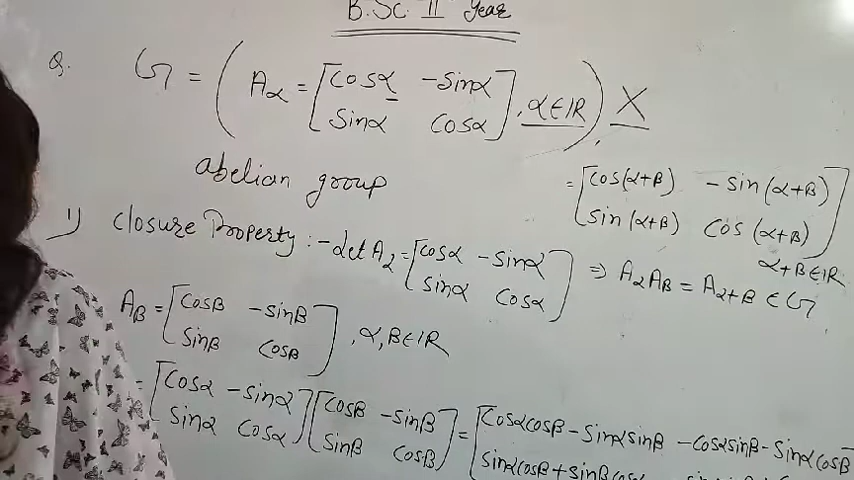 B.Sc. II Year
Q. G = ( Aα = [cosα -sinα
sinα cosα] , α∈IR ) , X
abelian group
1) Closure Property :- let Aα = [cosα -sinα
sinα cosα]
Aβ = [cosβ -sinβ
sinβ cosβ] , α,β∈IR
= [cosα -sinα
sinα cosα] [cosβ -sinβ
sinβ cosβ] = [cosαcosβ-sinαsinβ -cosαsinβ-sinαcosβ
sinαcosβ+sinβcosα
= [cos(α+β) -sin(α+β)
sin(α+β) cos(α+β)]
α+β∈IR
⇒ AαAβ = Aα+β ∈ G